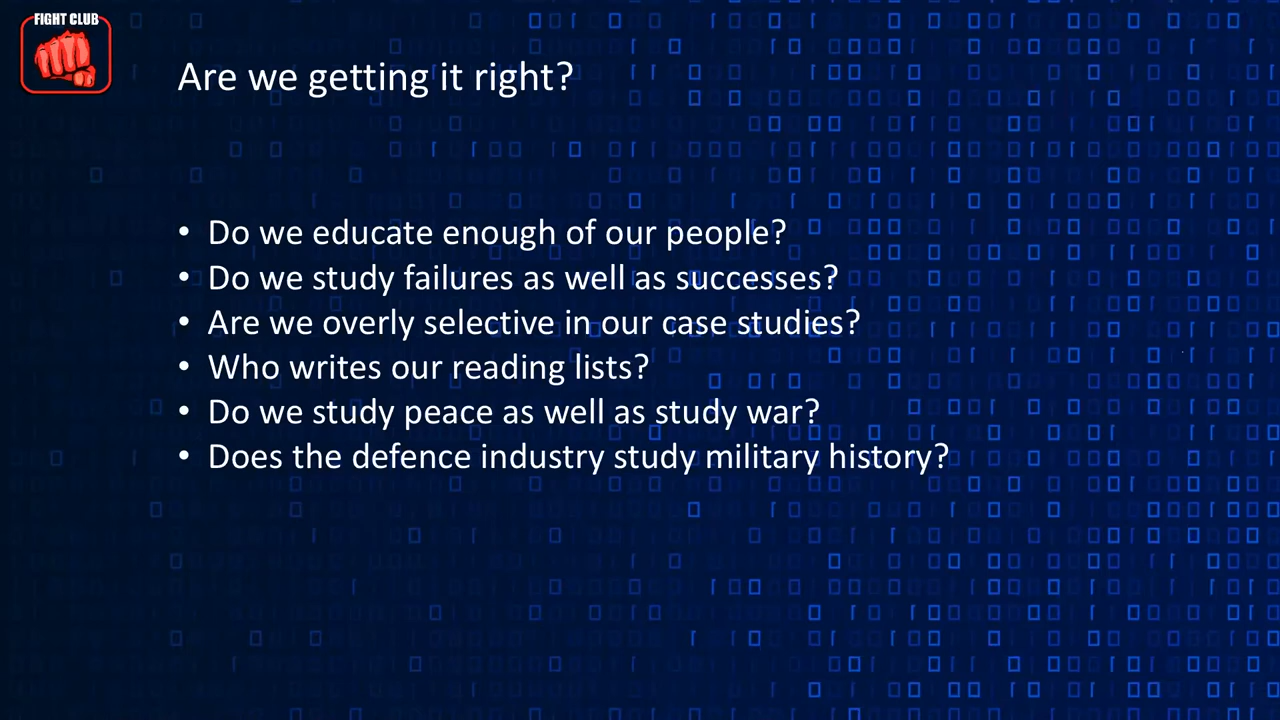 FIGHT CLUB
Are we getting it right?
• Do we educate enough of our people?
• Do we study failures as well as successes?
• Are we overly selective in our case studies?
• Who writes our reading lists?
• Do we study peace as well as study war?
• Does the defence industry study military history?